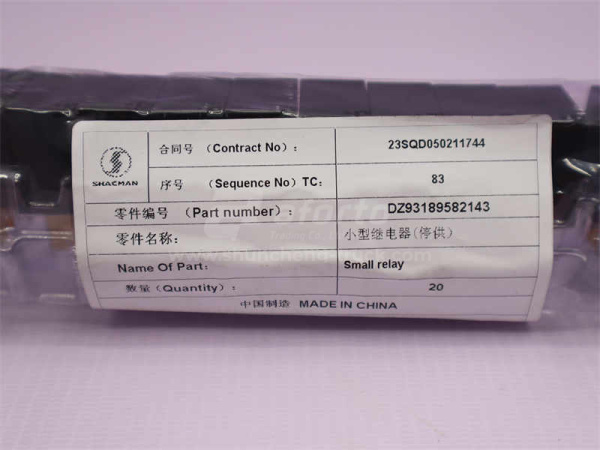 SHACMAN
合同号 （Contract No）: 23SQD050211744
序号 （Sequence No）TC: 83
零件编号 （Part number）: DZ93189582143
零件名称: 小型继电器(停供)
Name Of Part: Small relay
数量（Quantity）: 20
中国制造 MADE IN CHINA